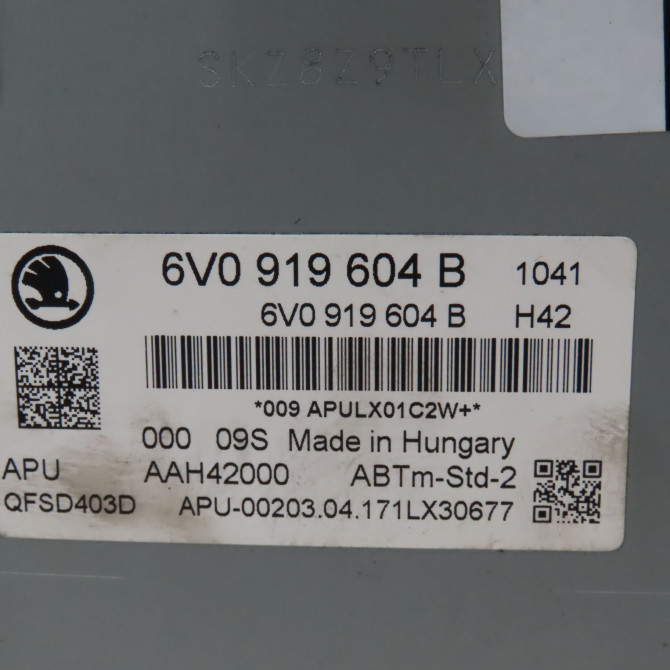 SKZ8Z9TLX
6V0 919 604 B 1041
6V0 919 604 B H42
*009 APULX01C2W+*
000 09S Made in Hungary
APU AAH42000 ABTm-Std-2
QFSD403D APU-00203.04.171LX30677